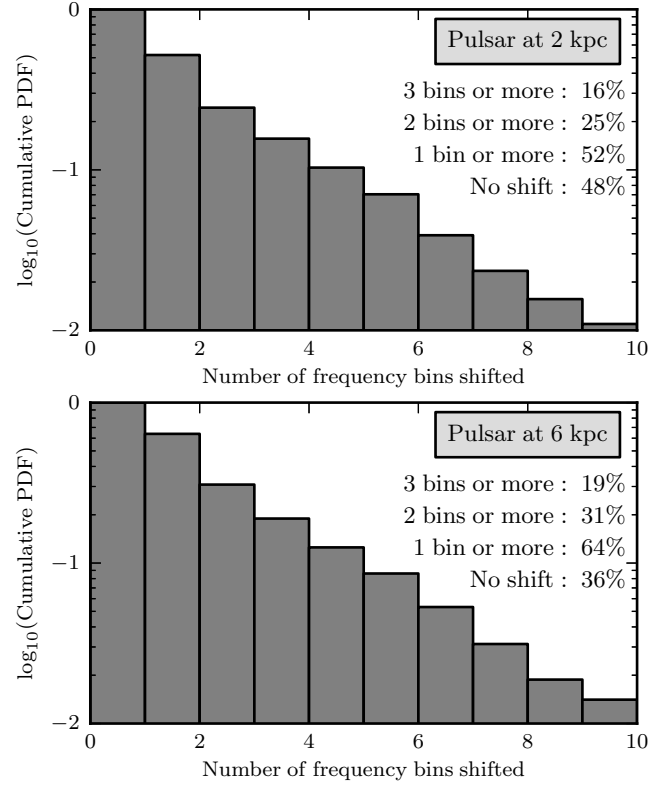 0
−1
−2
log₁₀(Cumulative PDF)
Pulsar at 2 kpc
3 bins or more : 16%
2 bins or more : 25%
1 bin or more : 52%
No shift : 48%
0 2 4 6 8 10
Number of frequency bins shifted
0
−1
−2
log₁₀(Cumulative PDF)
Pulsar at 6 kpc
3 bins or more : 19%
2 bins or more : 31%
1 bin or more : 64%
No shift : 36%
0 2 4 6 8 10
Number of frequency bins shifted